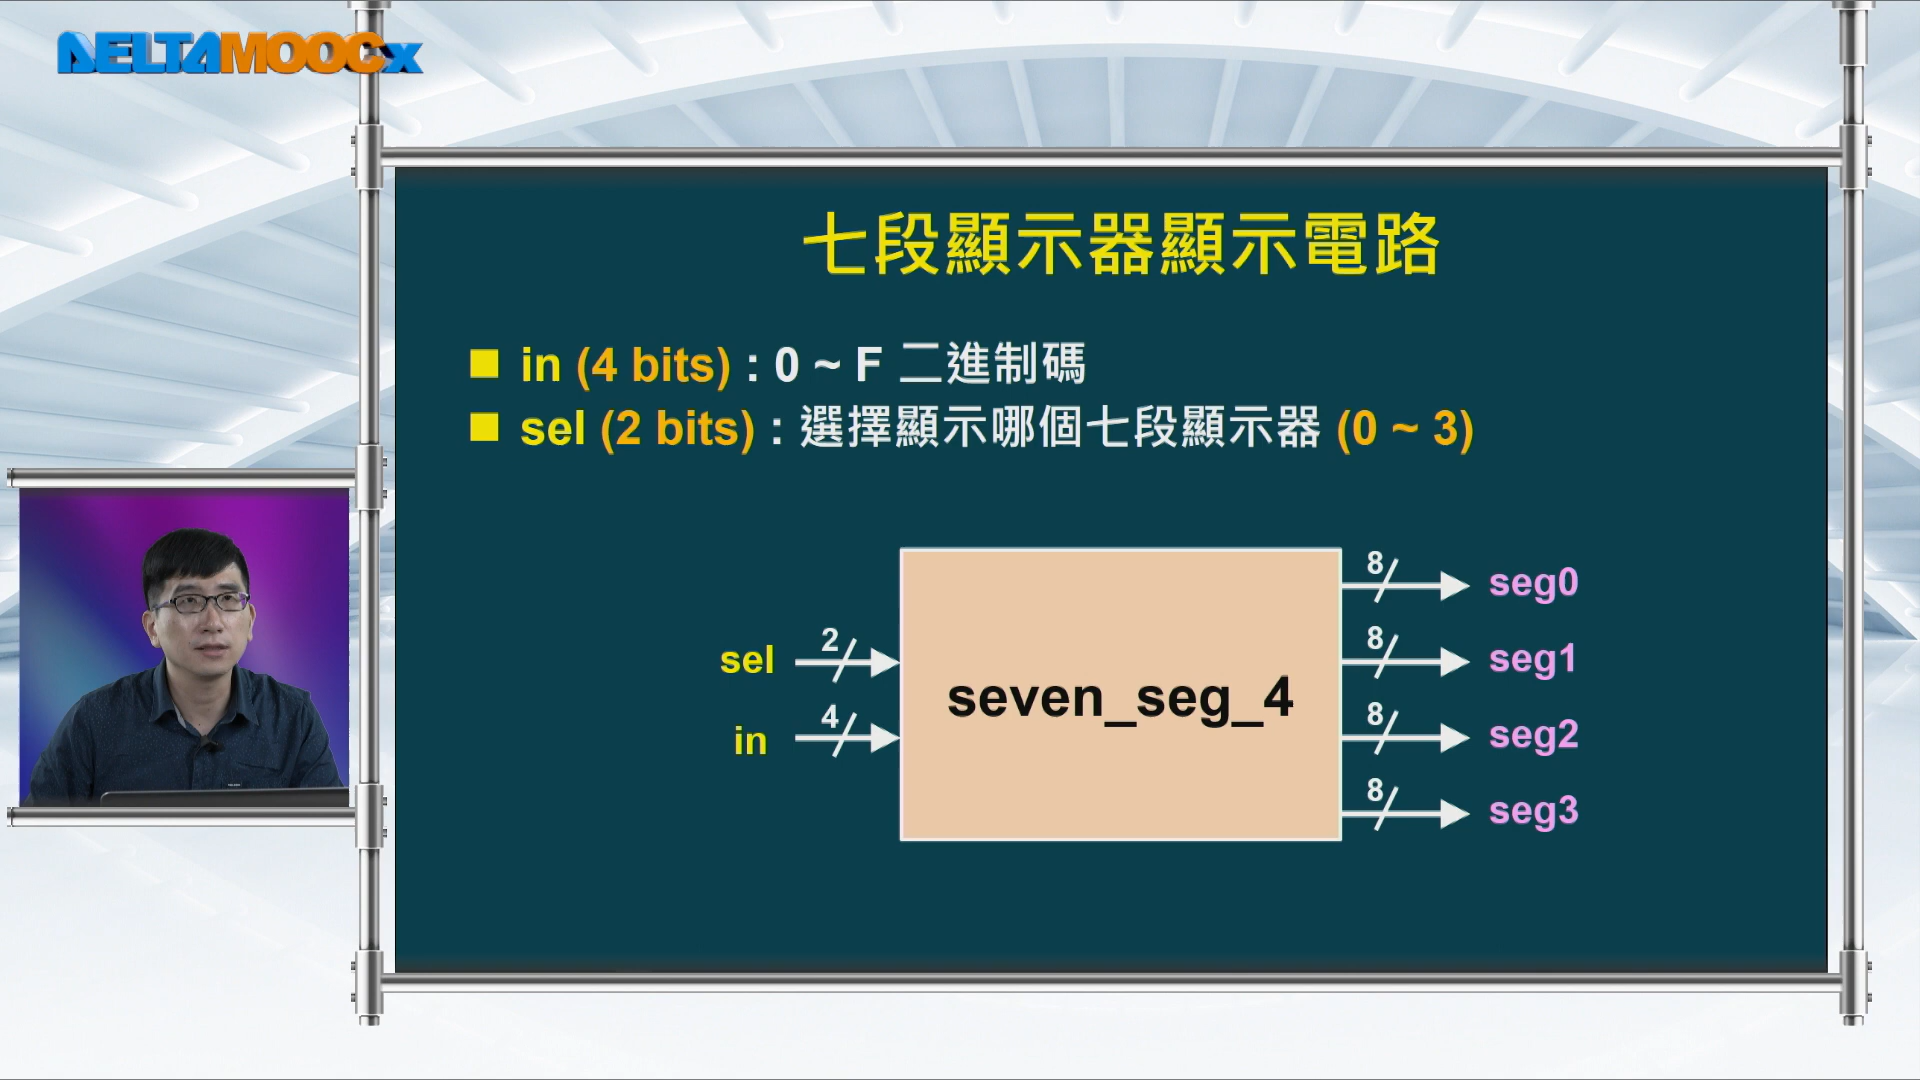 DELTAMOOCx
七段顯示器顯示電路
in (4 bits) : 0 ~ F 二進制碼
sel (2 bits) : 選擇顯示哪個七段顯示器 (0 ~ 3)
8 seg0
sel 2 8 seg1
seven_seg_4
in 4 8 seg2
8 seg3